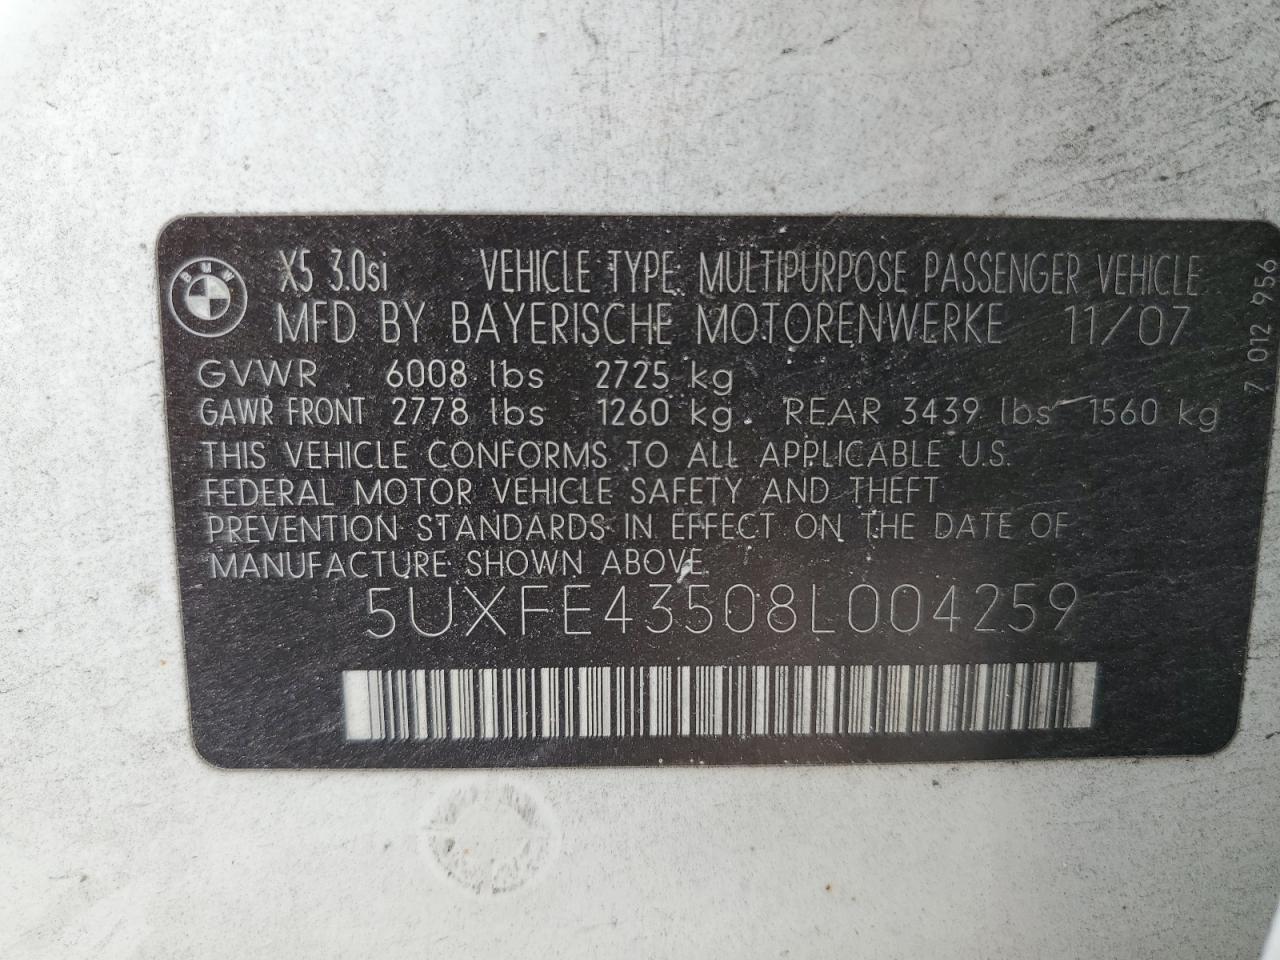 BMW
X5 3.0si VEHICLE TYPE: MULTIPURPOSE PASSENGER VEHICLE
MFD BY BAYERISCHE MOTORENWERKE 11/07
GVWR 6008 lbs 2725 kg
GAWR FRONT 2778 lbs 1260 kg. REAR 3439 lbs 1560 kg
THIS VEHICLE CONFORMS TO ALL APPLICABLE U.S.
FEDERAL MOTOR VEHICLE SAFETY AND THEFT
PREVENTION STANDARDS IN EFFECT ON THE DATE OF
MANUFACTURE SHOWN ABOVE.
5UXFE43508L004259
7 012 956